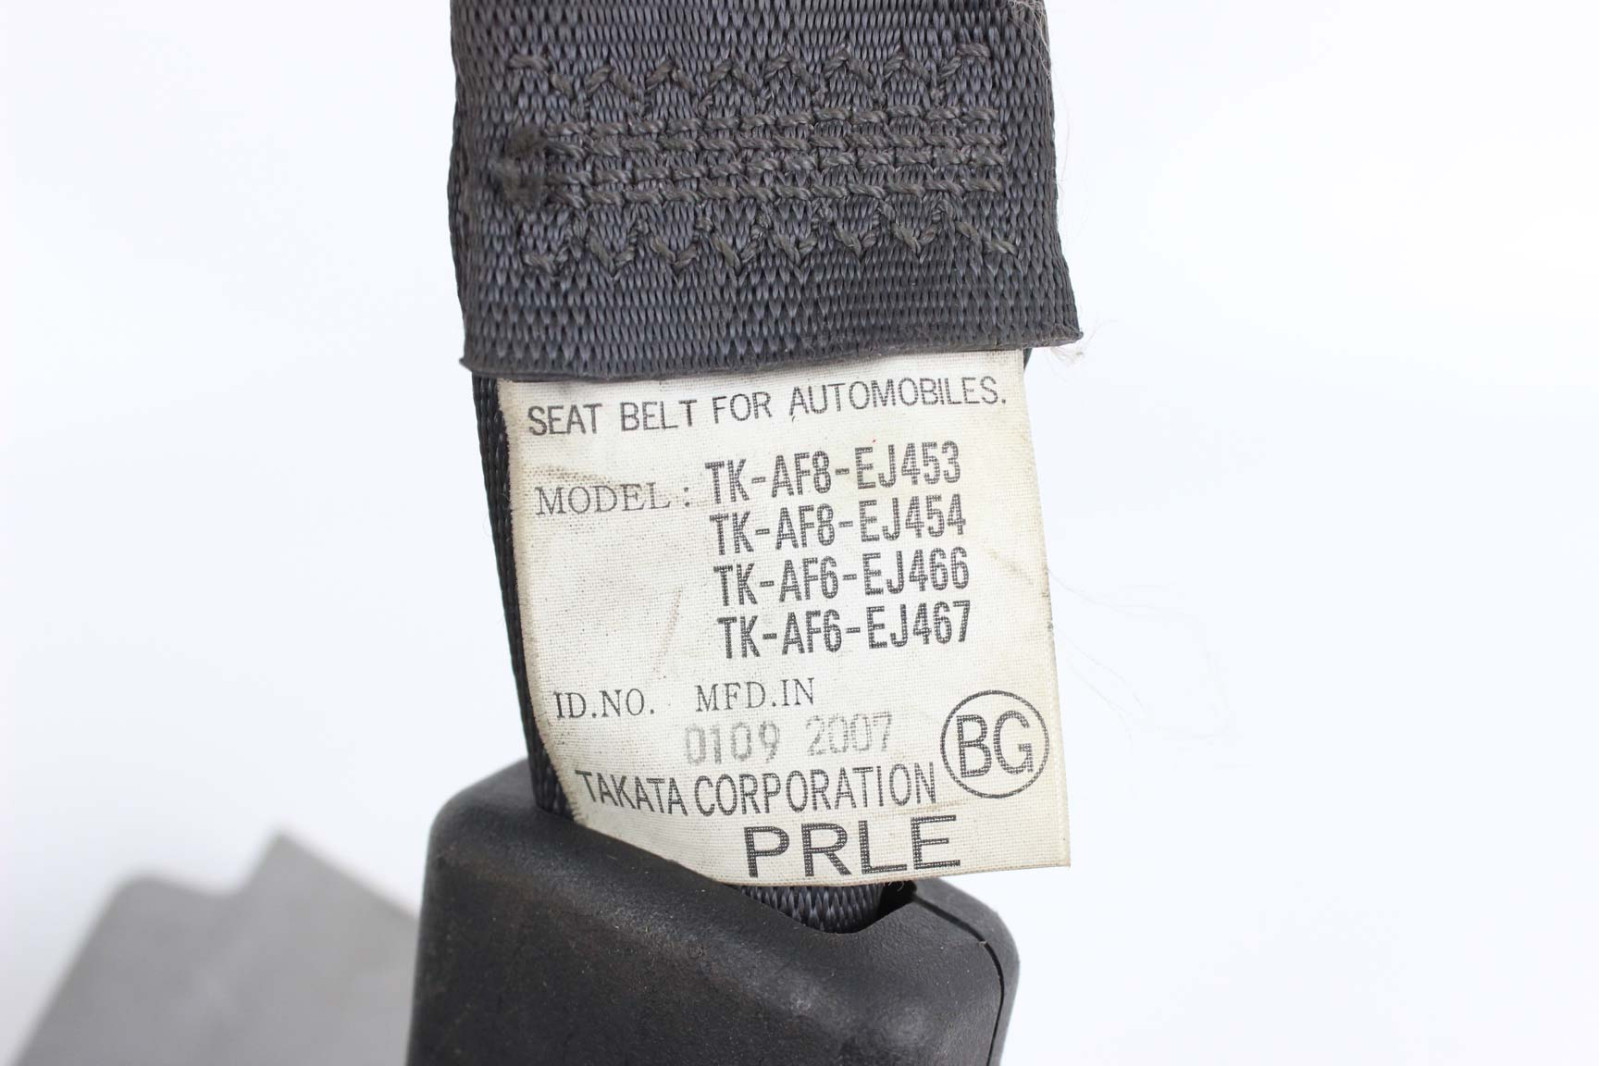 SEAT BELT FOR AUTOMOBILES.
MODEL : TK-AF8-EJ453
TK-AF8-EJ454
TK-AF6-EJ466
TK-AF6-EJ467
ID.NO. MFD.IN
0109 2007
BG
TAKATA CORPORATION
PRLE